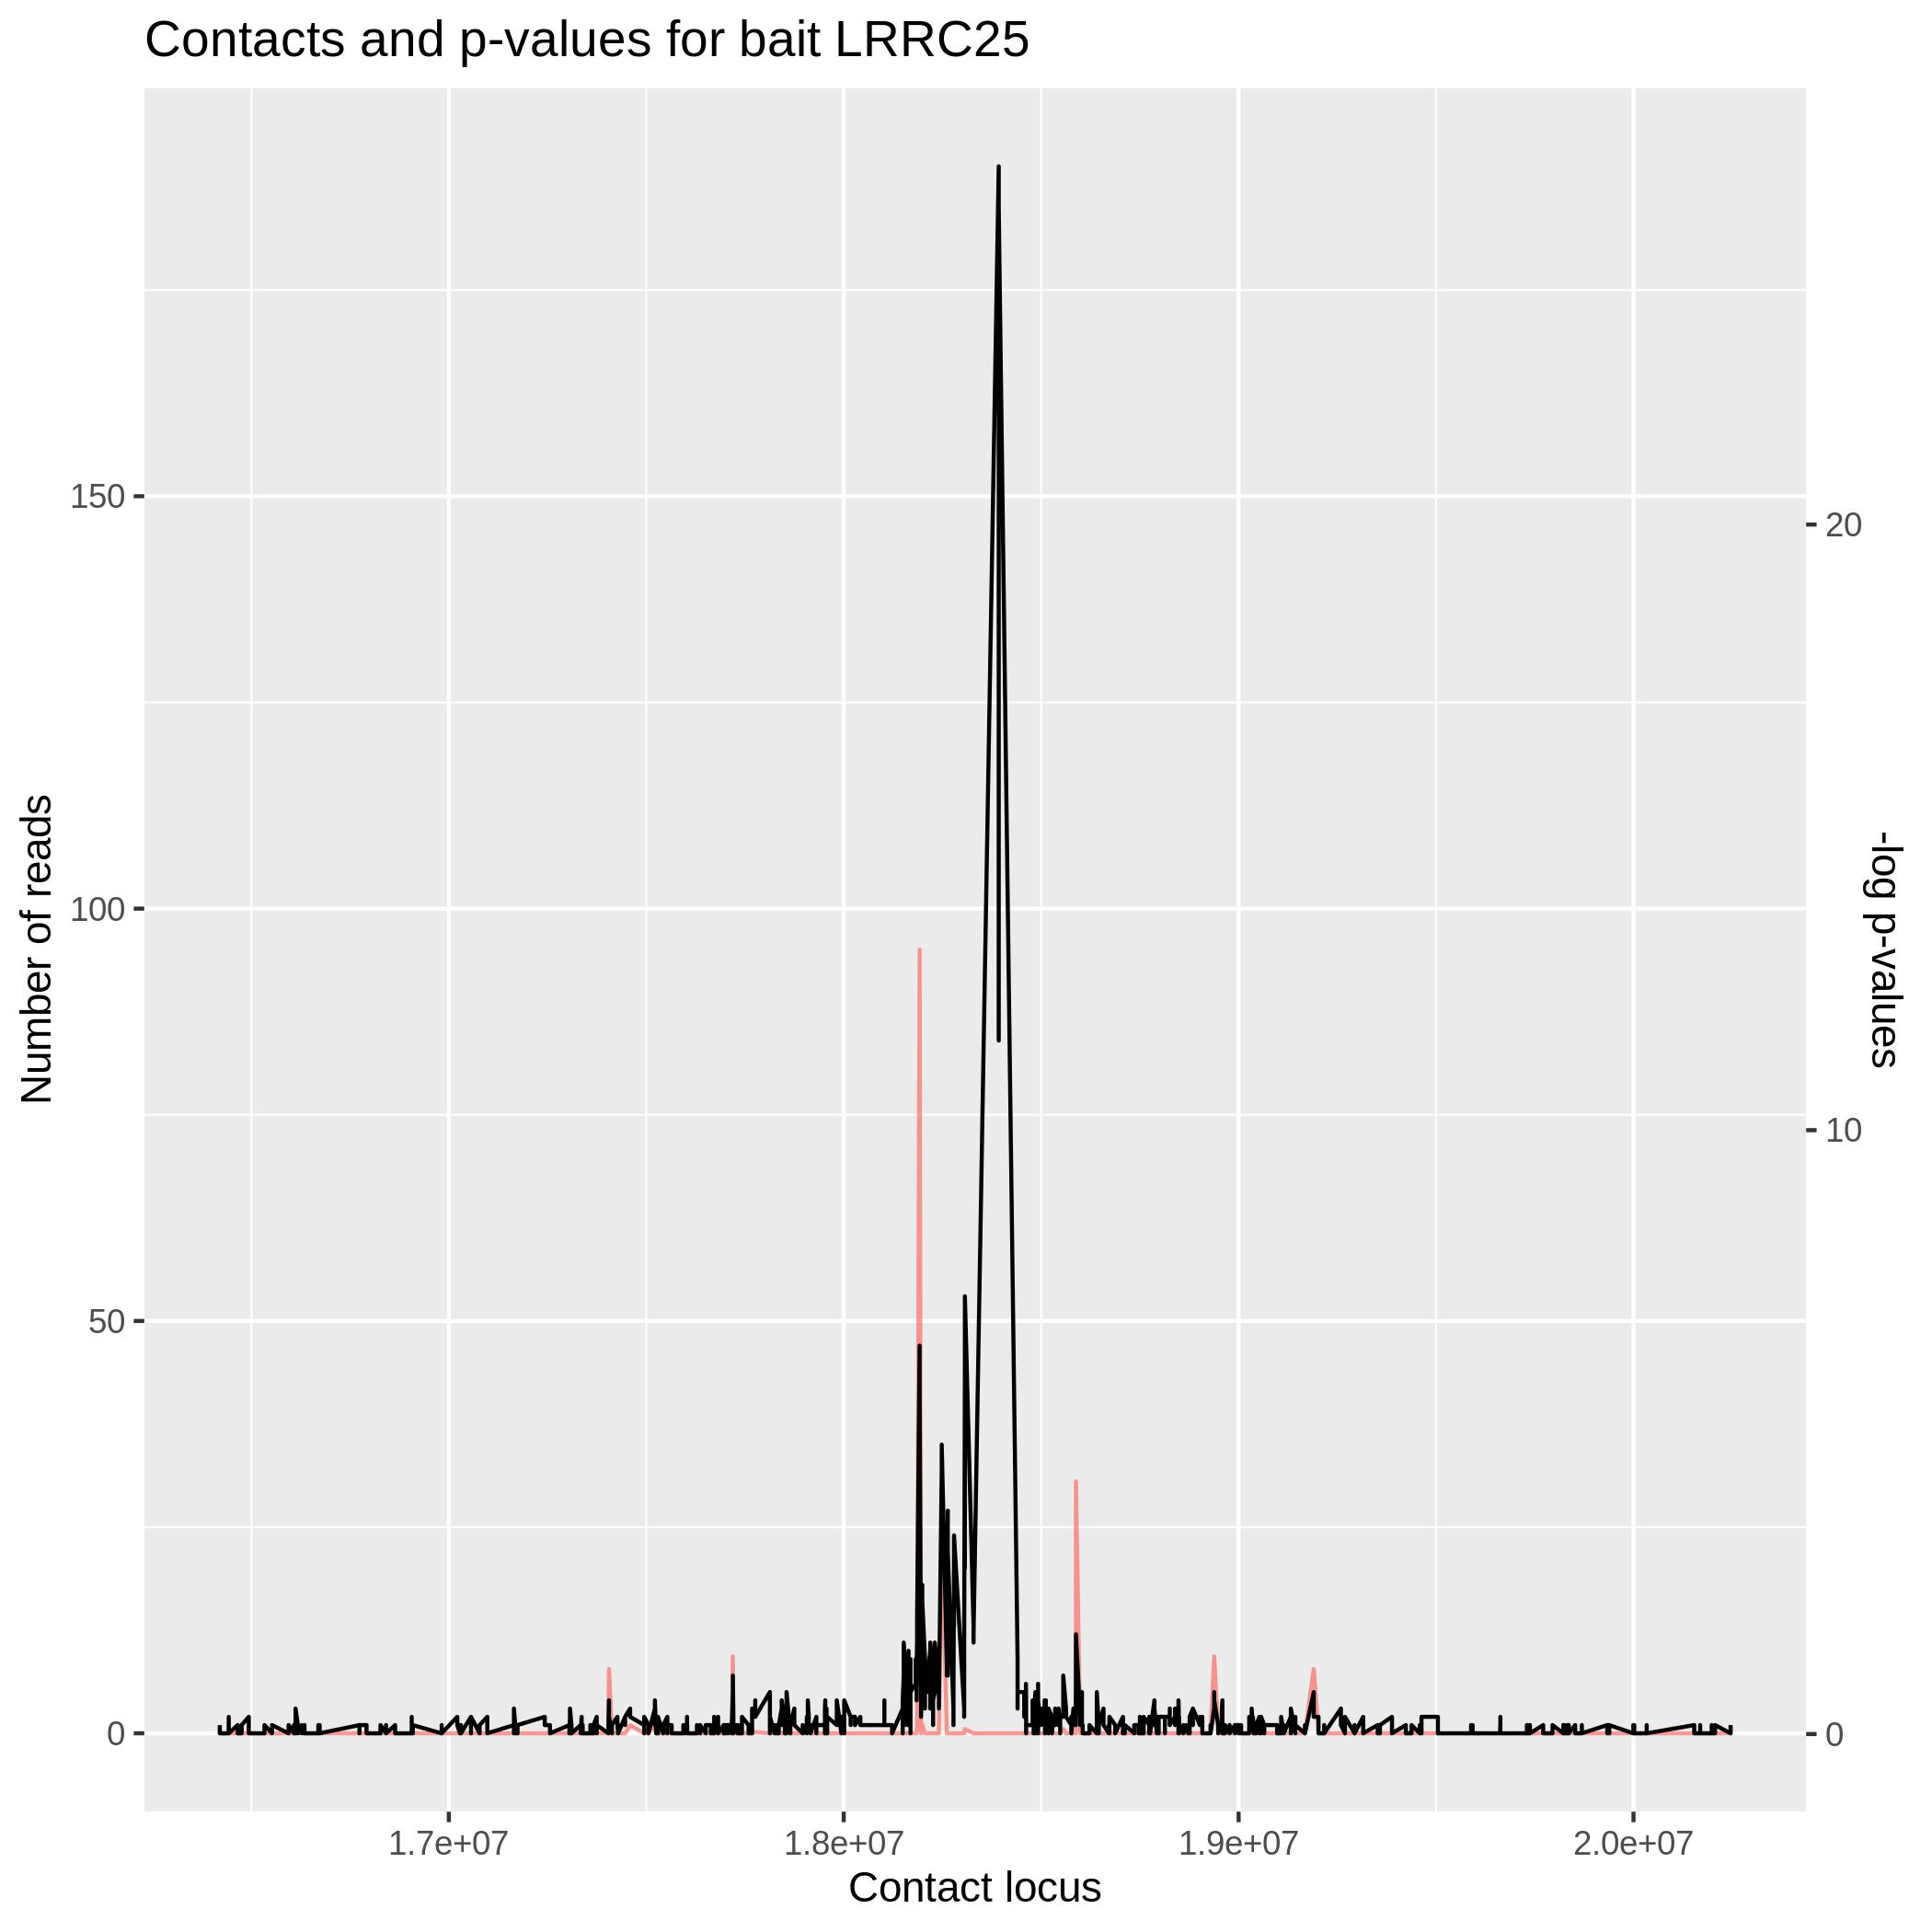 Contacts and p-values for bait LRRC25
Number of reads
150
100
50
0
20
10
0
-log p-values
1.7e+07
1.8e+07
1.9e+07
2.0e+07
Contact locus